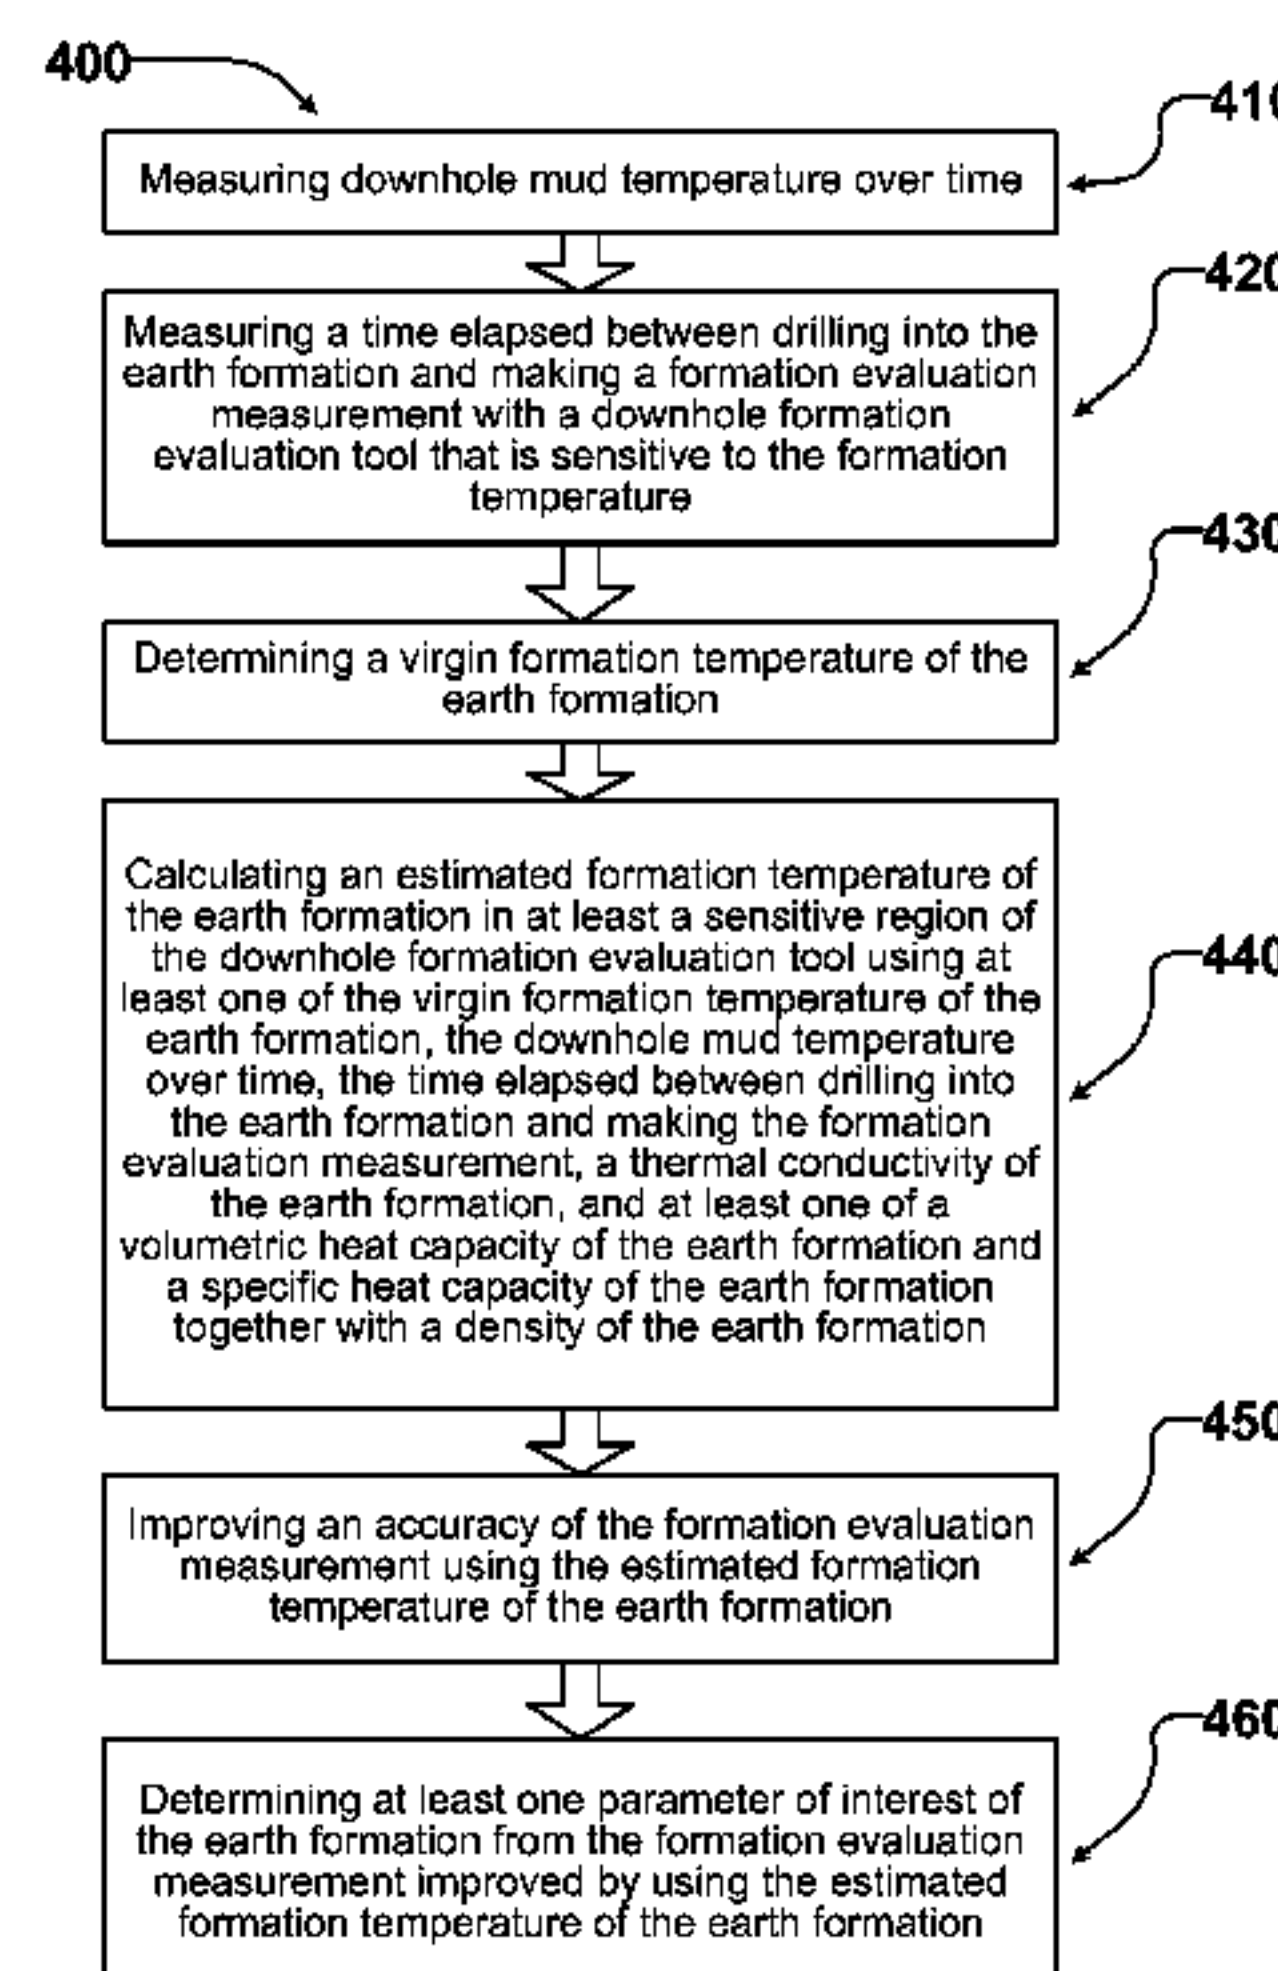 400
410
Measuring downhole mud temperature over time
420
Measuring a time elapsed between drilling into the
earth formation and making a formation evaluation
measurement with a downhole formation
evaluation tool that is sensitive to the formation
temperature
430
Determining a virgin formation temperature of the
earth formation
Calculating an estimated formation temperature of
the earth formation in at least a sensitive region of
the downhole formation evaluation tool using at
least one of the virgin formation temperature of the
earth formation, the downhole mud temperature
over time, the time elapsed between drilling into
the earth formation and making the formation
evaluation measurement, a thermal conductivity of
the earth formation, and at least one of a
volumetric heat capacity of the earth formation and
a specific heat capacity of the earth formation
together with a density of the earth formation
440
450
Improving an accuracy of the formation evaluation
measurement using the estimated formation
temperature of the earth formation
460
Determining at least one parameter of interest of
the earth formation from the formation evaluation
measurement improved by using the estimated
formation temperature of the earth formation